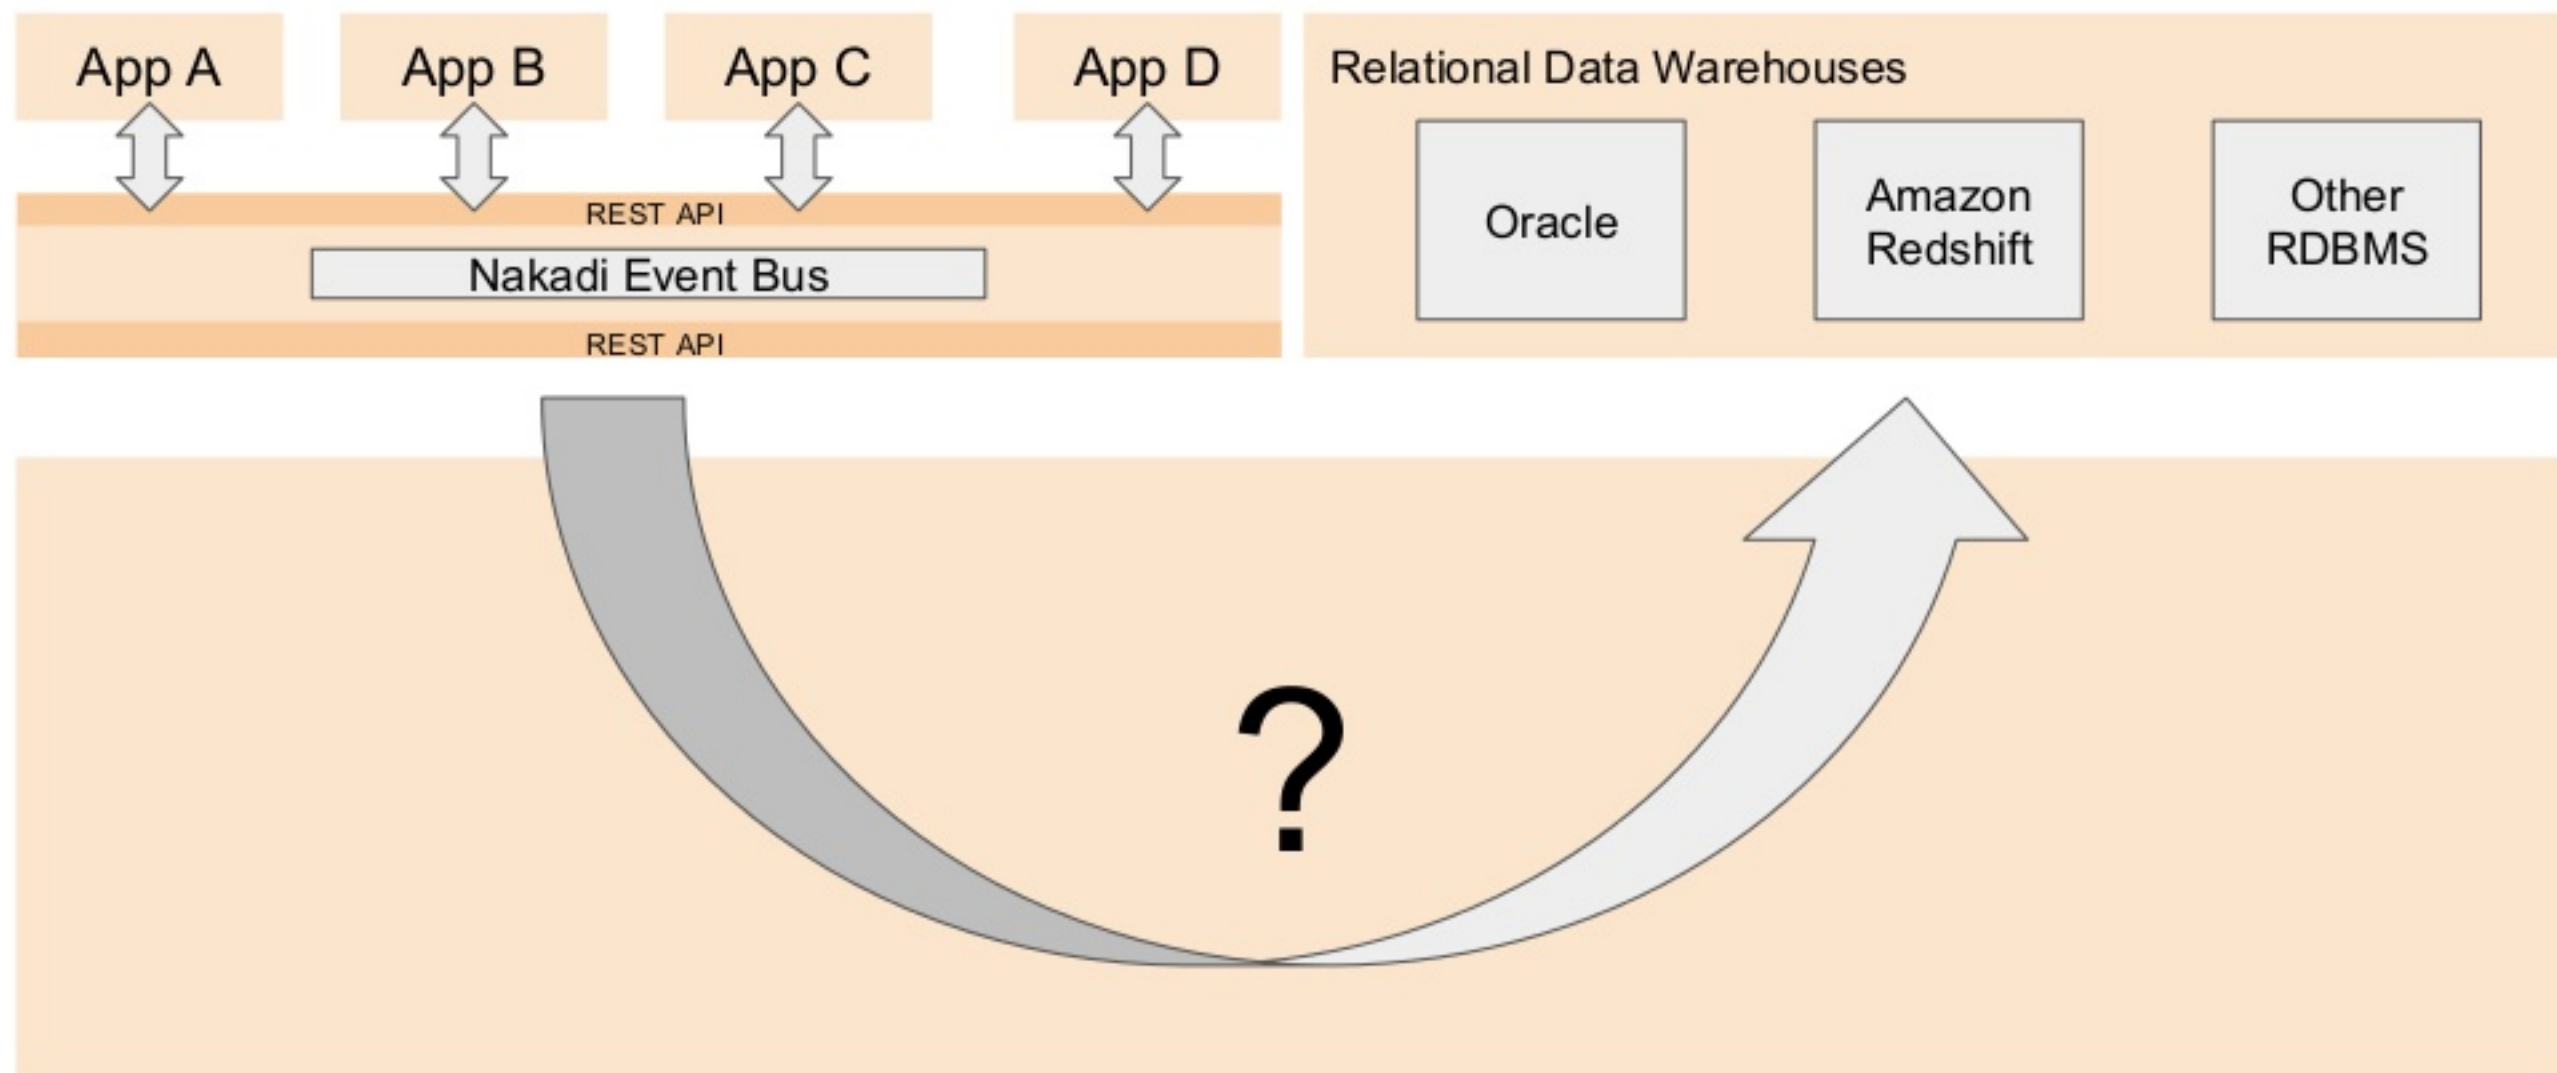 App A
App B
App C
App D
REST API
Nakadi Event Bus
REST API
Relational Data Warehouses
Oracle
Amazon
Redshift
Other
RDBMS
?